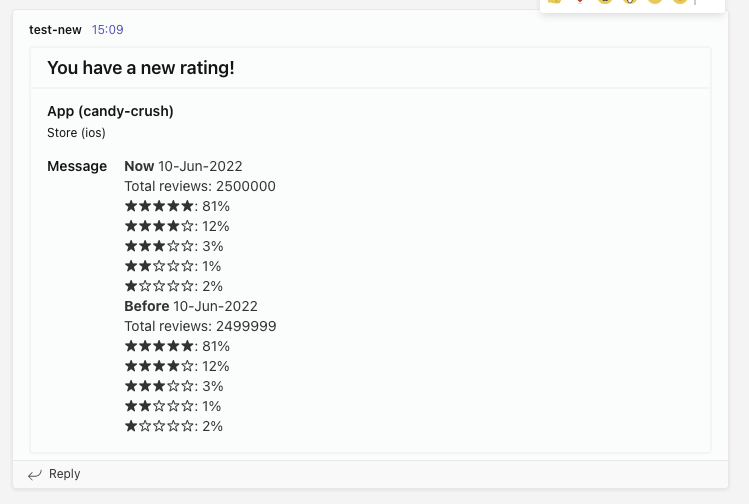 test-new 15:09
You have a new rating!
App (candy-crush)
Store (ios)
Message Now 10-Jun-2022
Total reviews: 2500000
★★★★★: 81%
★★★★☆: 12%
★★★☆☆: 3%
★★☆☆☆: 1%
★☆☆☆☆: 2%
Before 10-Jun-2022
Total reviews: 2499999
★★★★★: 81%
★★★★☆: 12%
★★★☆☆: 3%
★★☆☆☆: 1%
★☆☆☆☆: 2%
Reply